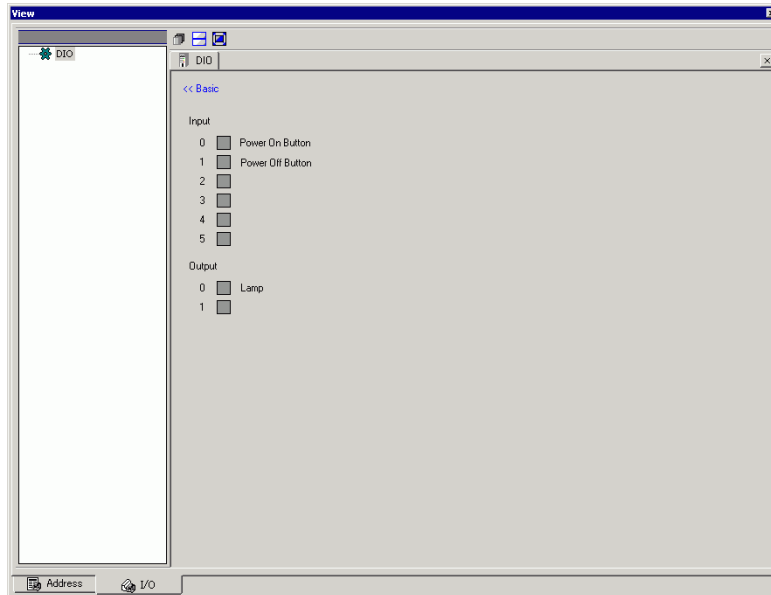 View
DIO
DIO
<< Basic
Input
0 Power On Button
1 Power Off Button
2
3
4
5
Output
0 Lamp
1
Address I/O